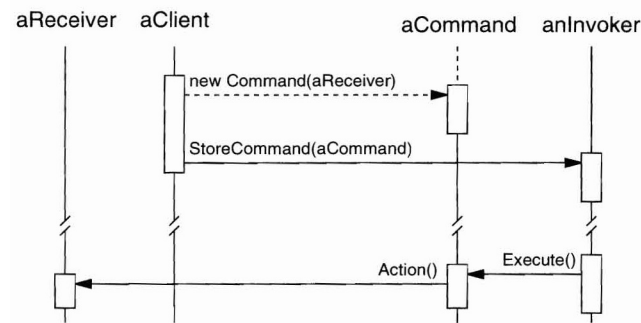 aReceiver aClient aCommand anInvoker
new Command(aReceiver)
StoreCommand(aCommand)
Action() Execute()